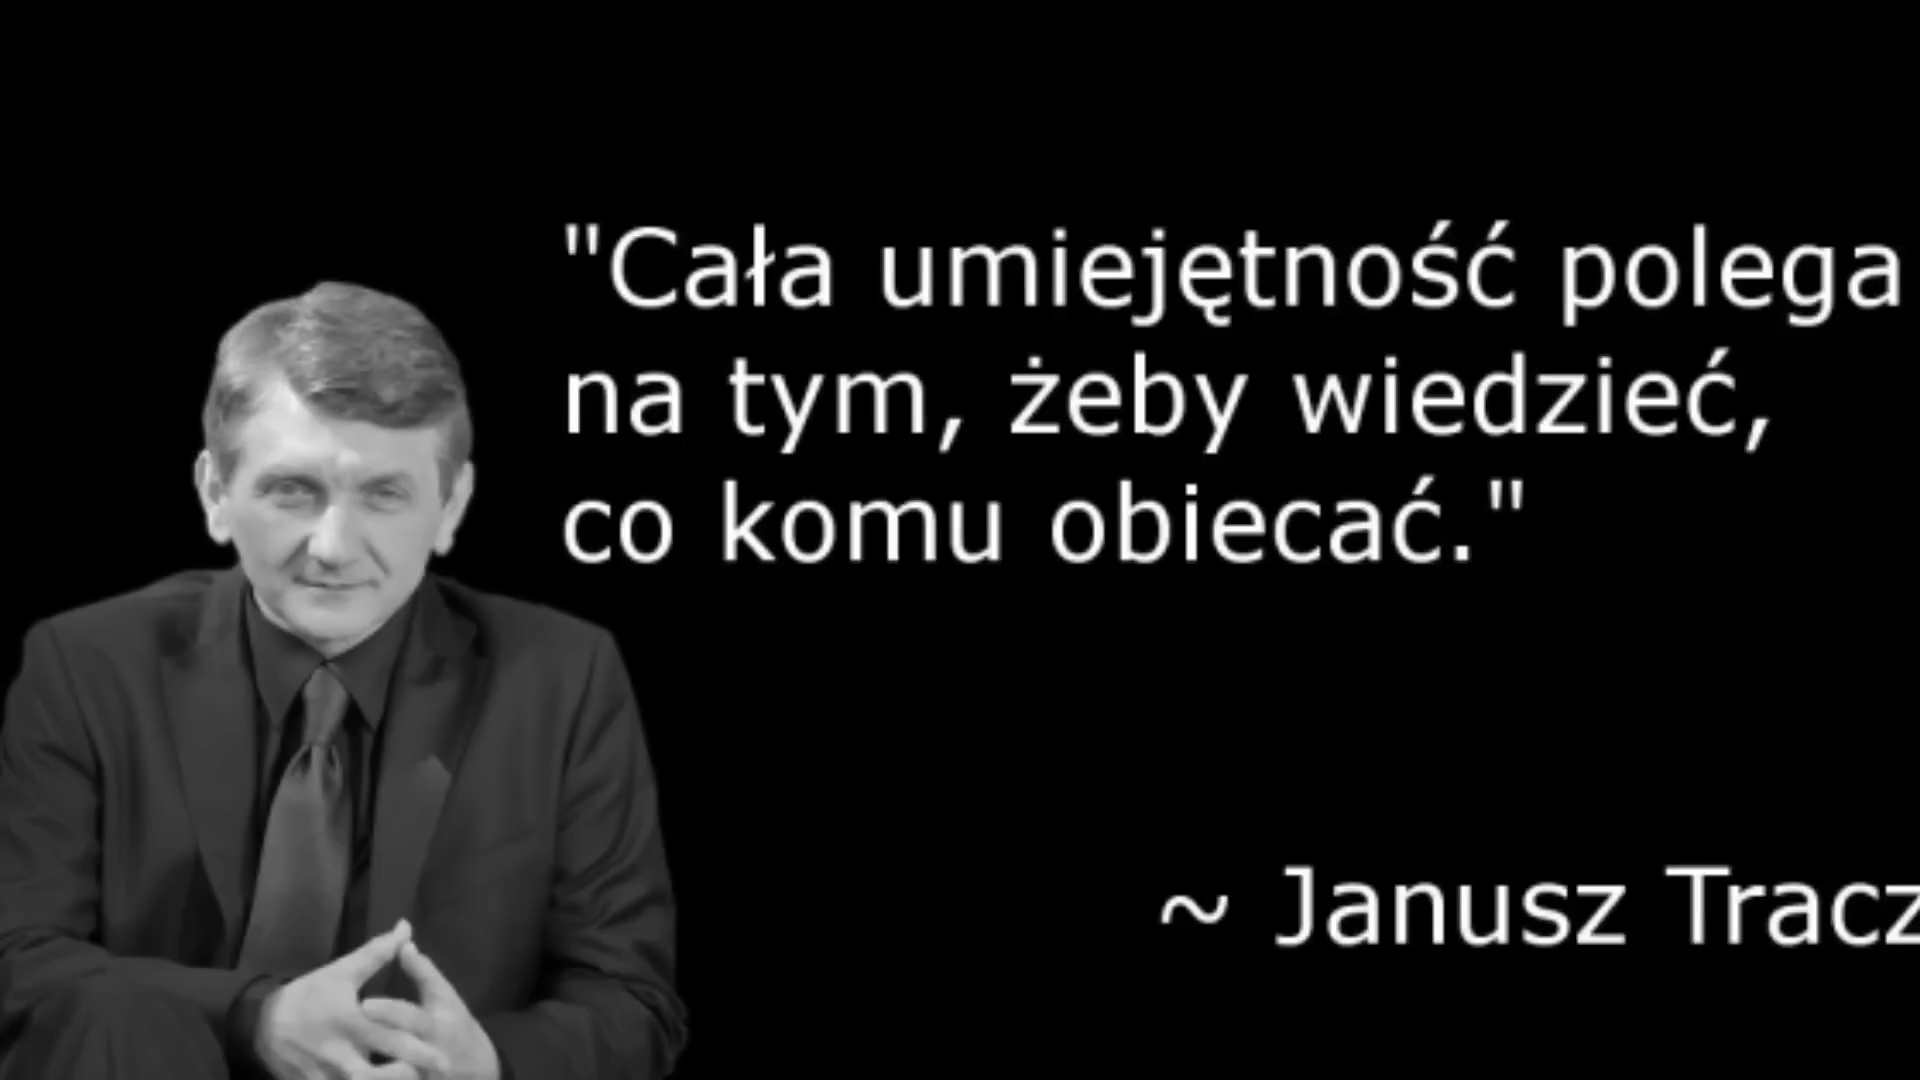 "Cała umiejętność polega
na tym, żeby wiedzieć,
co komu obiecać."
~ Janusz Tracz